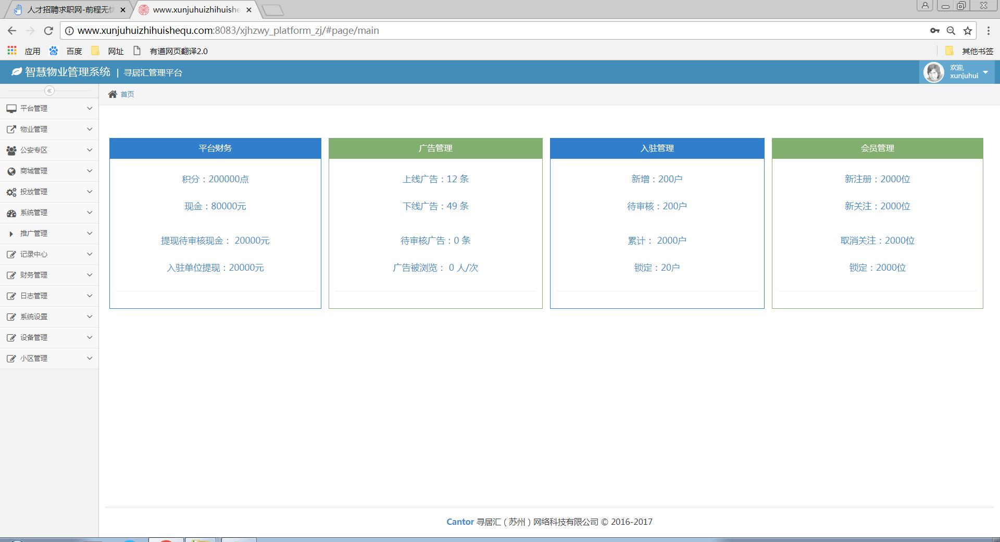 人才招聘求职网-前程无忧
www.xunjuhuizhihuishe
www.xunjuhuizhihuishequ.com:8083/xjhzwy_platform_zj/#page/main
应用 百度 网址 有道网页翻译2.0 其他书签
智慧物业管理系统 | 寻居汇管理平台
欢迎,
xunjuhui
首页
平台管理
物业管理
公安专区
商城管理
投放管理
系统管理
推广管理
记录中心
财务管理
日志管理
系统设置
设备管理
小区管理
平台财务
积分：200000点
现金：80000元
提现待审核现金： 20000元
入驻单位提现：20000元
广告管理
上线广告：12 条
下线广告：49 条
待审核广告：0 条
广告被浏览： 0 人/次
入驻管理
新增：200户
待审核：200户
累计： 2000户
锁定：20户
会员管理
新注册：2000位
新关注：2000位
取消关注：2000位
锁定：2000位
Cantor 寻居汇（苏州）网络科技有限公司 © 2016-2017